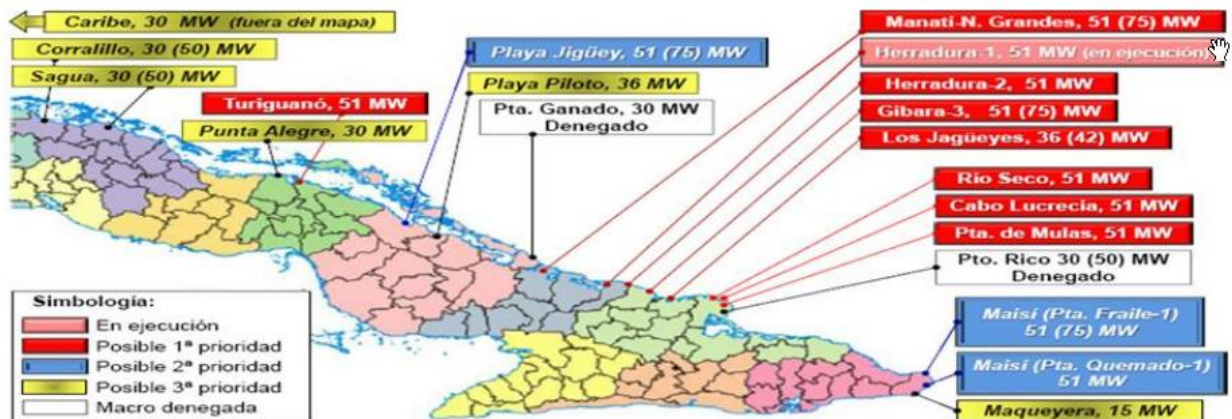 Caribe, 30 MW (fuera del mapa)
Corralillo, 30 (50) MW
Sagua, 30 (50) MW
Turiguanó, 51 MW
Punta Alegre, 30 MW
Playa Jigüey, 51 (75) MW
Playa Piloto, 36 MW
Pta. Ganado, 30 MW
Denegado
Manatí-N. Grandes, 51 (75) MW
Herradura-1, 51 MW (en ejecución)
Herradura-2, 51 MW
Gibara-3, 51 (75) MW
Los Jagüeyes, 36 (42) MW
Río Seco, 51 MW
Cabo Lucrecía, 51 MW
Pta. de Mulas, 51 MW
Pto. Rico 30 (50) MW
Denegado
Maisí (Pta. Fraile-1)
51 (75) MW
Maisí (Pta. Quemado-1)
51 MW
Maqueyera, 15 MW
Simbología:
En ejecución
Posible 1ª prioridad
Posible 2ª prioridad
Posible 3ª prioridad
Macro denegada